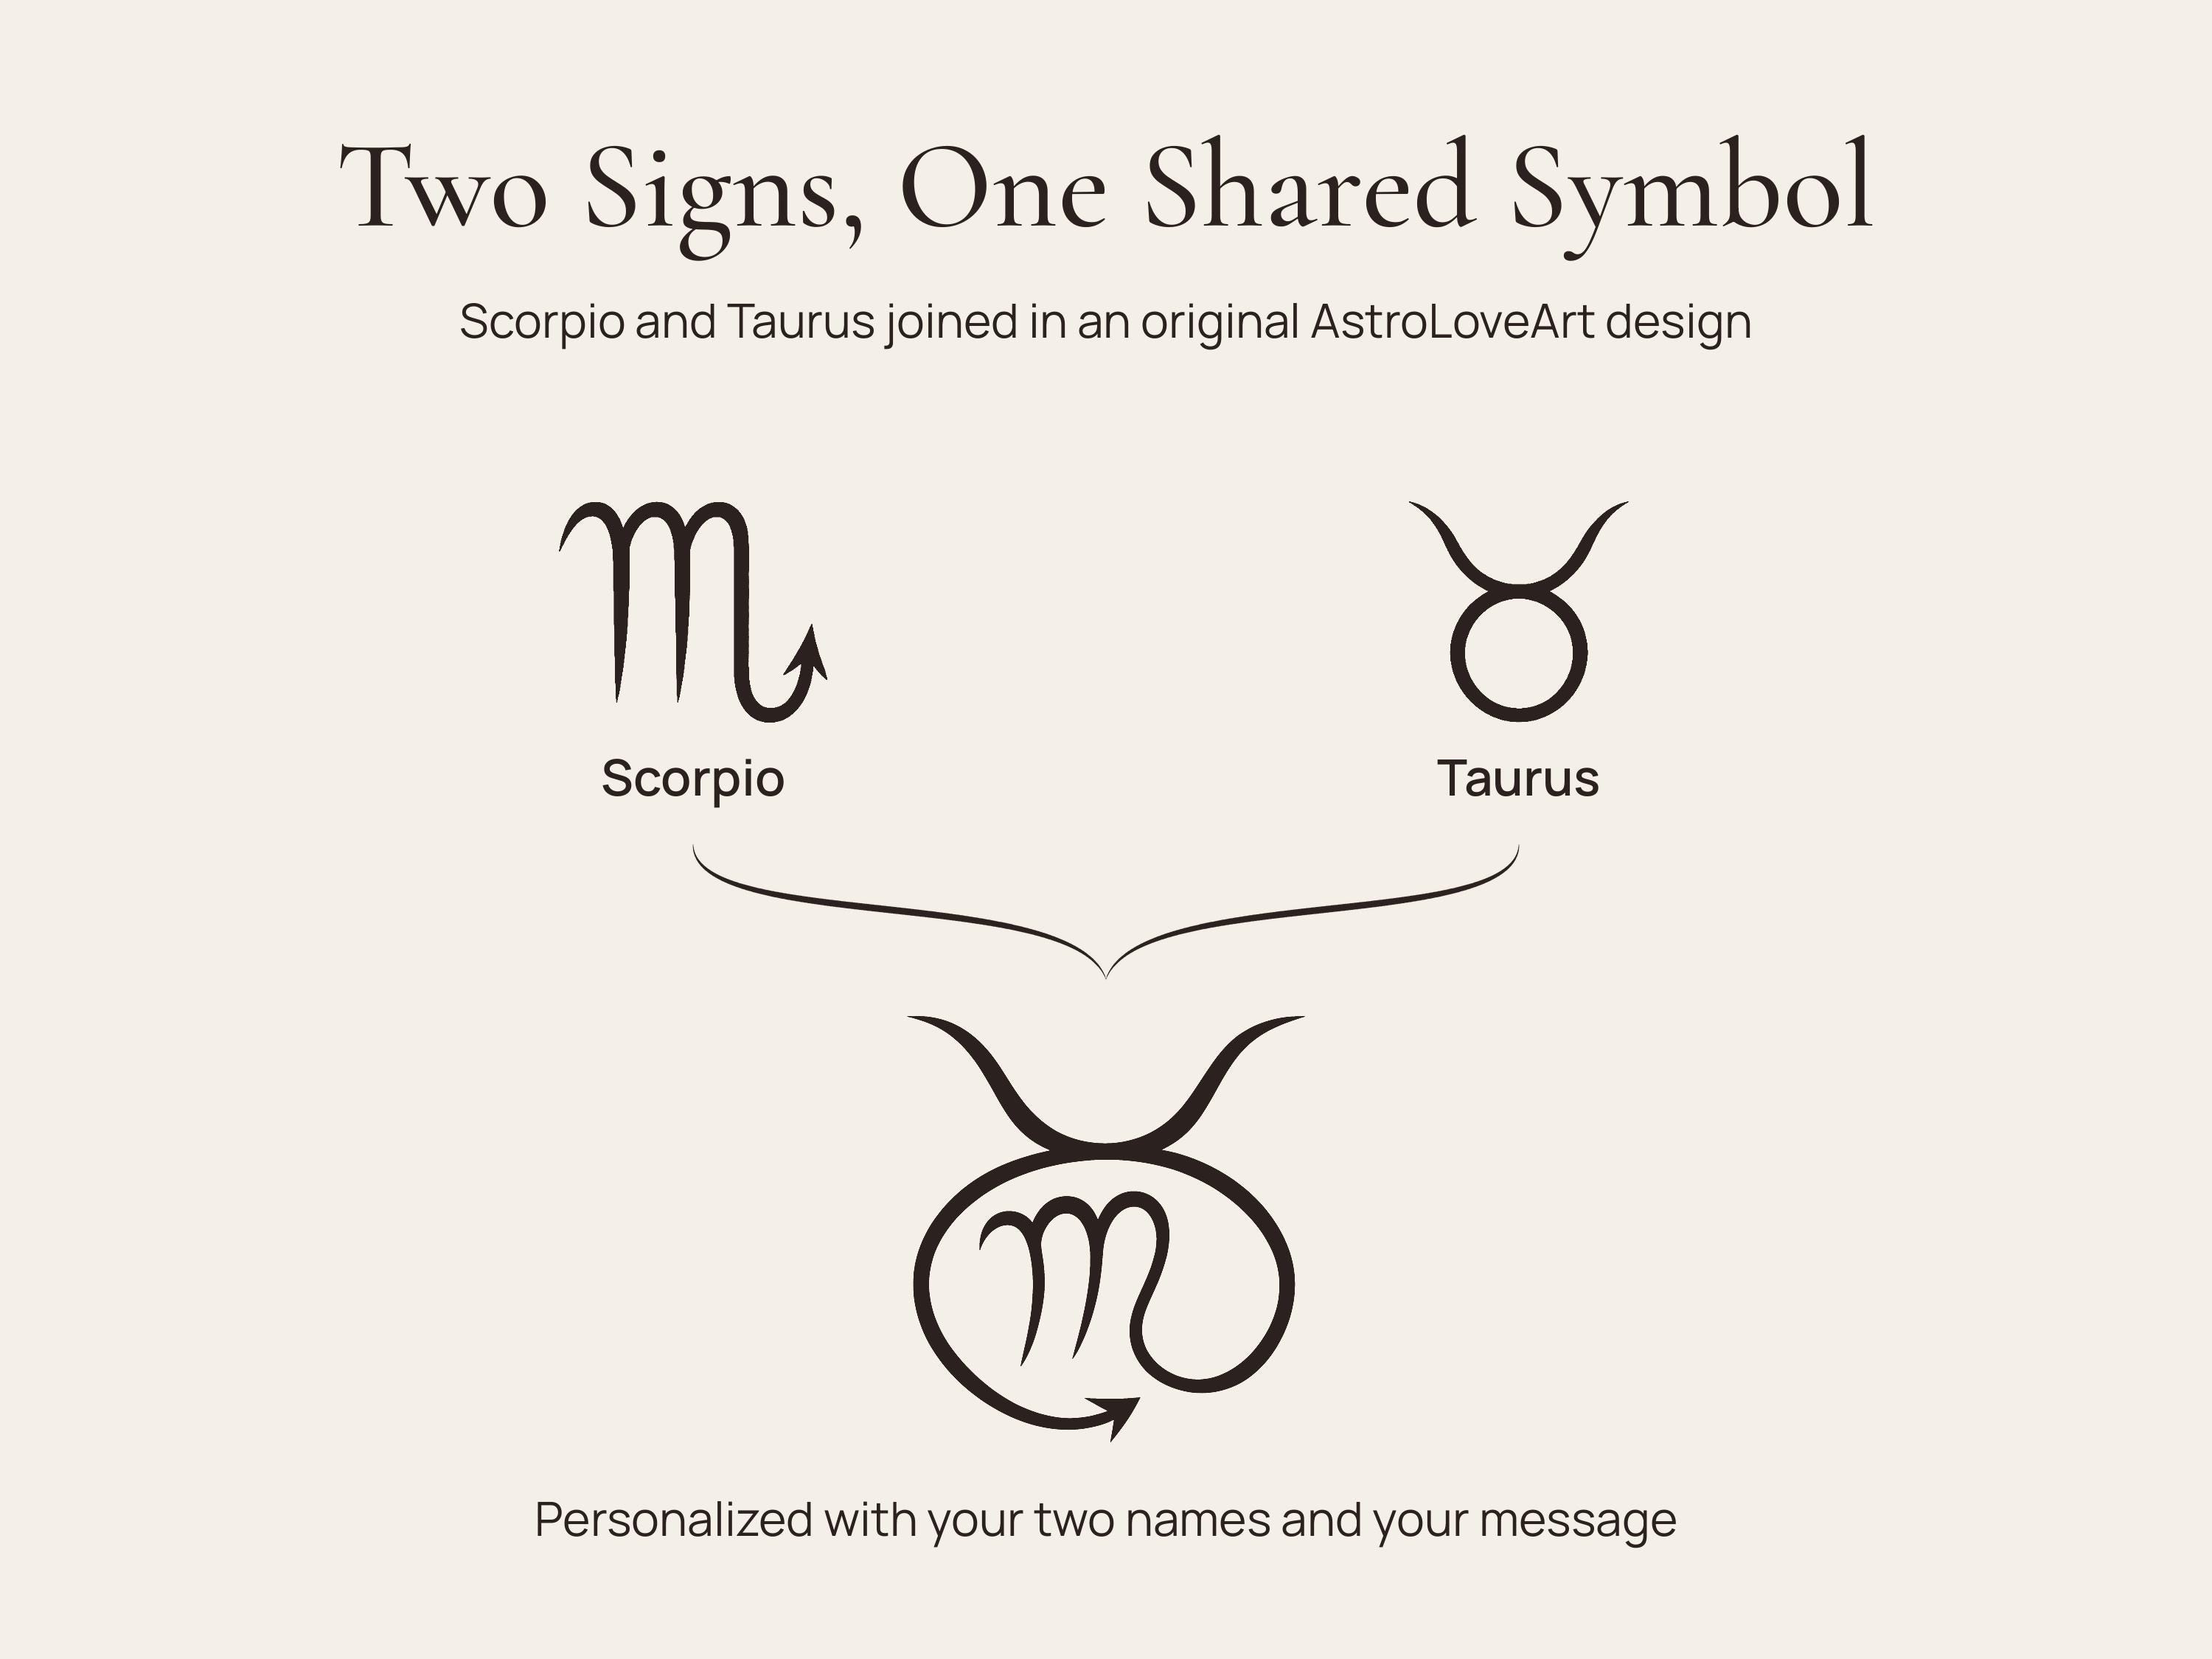 Two Signs, One Shared Symbol
Scorpio and Taurus joined in an original AstroLoveArt design
Scorpio
Taurus
Personalized with your two names and your message